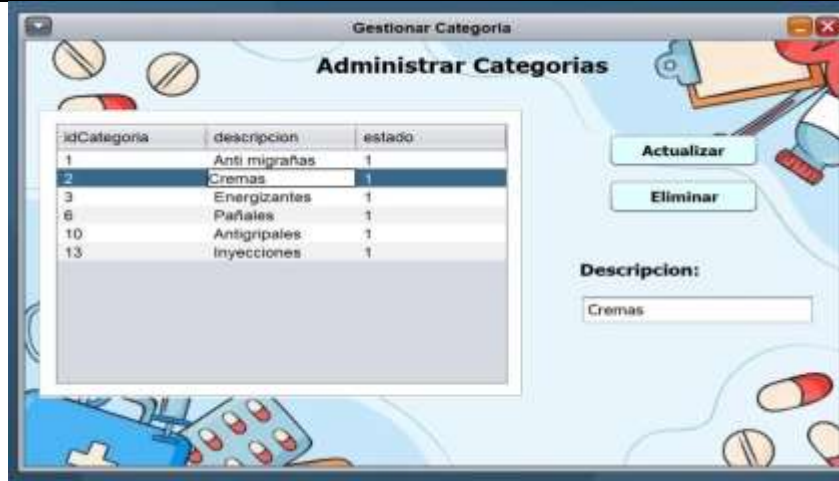 Gestionar Categoria
Administrar Categorias
idCategoria descripcion estado
1 Anti migrañas 1
2 Cremas 1
3 Energizantes 1
6 Pañales 1
10 Antigripales 1
13 Inyecciones 1
Actualizar
Eliminar
Descripcion:
Cremas